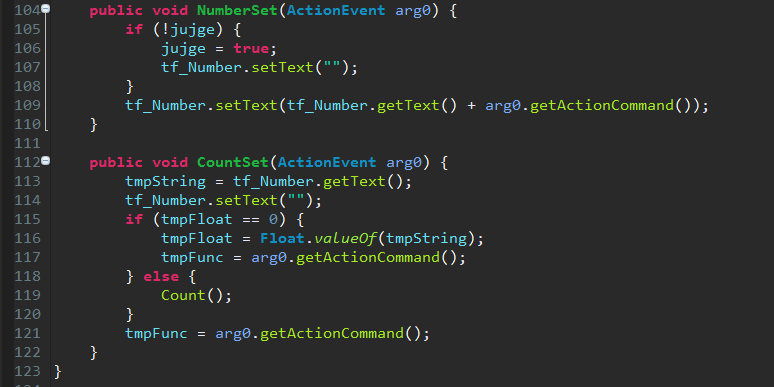 104 public void NumberSet(ActionEvent arg0) {
105 if (!jujge) {
106 jujge = true;
107 tf_Number.setText("");
108 }
109 tf_Number.setText(tf_Number.getText() + arg0.getActionCommand());
110 }
111
112 public void CountSet(ActionEvent arg0) {
113 tmpString = tf_Number.getText();
114 tf_Number.setText("");
115 if (tmpFloat == 0) {
116 tmpFloat = Float.valueOf(tmpString);
117 tmpFunc = arg0.getActionCommand();
118 } else {
119 Count();
120 }
121 tmpFunc = arg0.getActionCommand();
122 }
123 }